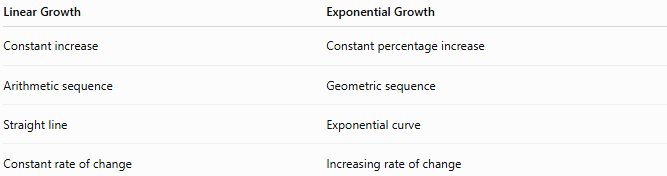 Linear Growth Exponential Growth
Constant increase Constant percentage increase
Arithmetic sequence Geometric sequence
Straight line Exponential curve
Constant rate of change Increasing rate of change